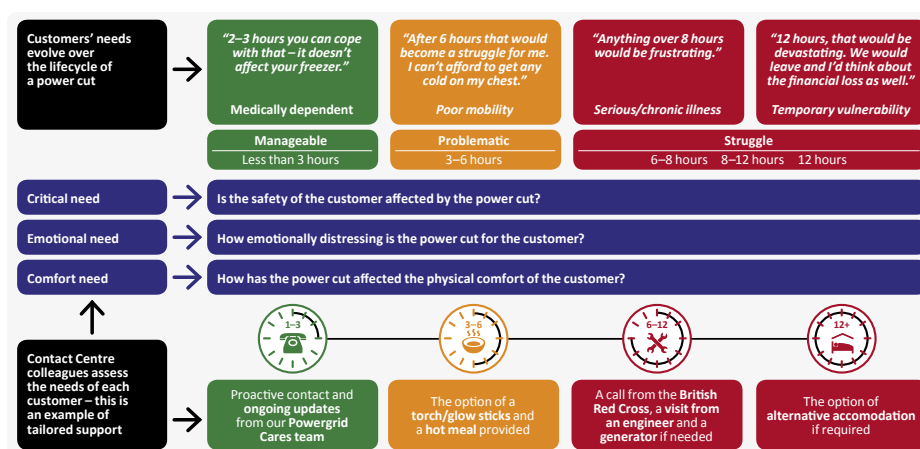 Customers’ needs
evolve over
the lifecycle of
a power cut
“2–3 hours you can cope
with that – it doesn’t
affect your freezer.”
Medically dependent
“After 6 hours that would
become a struggle for me.
I can’t afford to get any
cold on my chest.”
Poor mobility
“Anything over 8 hours
would be frustrating.”
Serious/chronic illness
“12 hours, that would be
devastating. We would
leave and I’d think about
the financial loss as well.”
Temporary vulnerability
Manageable
Less than 3 hours
Problematic
3–6 hours
Struggle
6–8 hours 8–12 hours 12 hours
Critical need
Is the safety of the customer affected by the power cut?
Emotional need
How emotionally distressing is the power cut for the customer?
Comfort need
How has the power cut affected the physical comfort of the customer?
1–3
3–6
6–12
12+
Contact Centre
colleagues assess
the needs of each
customer – this is
an example of
tailored support
Proactive contact and
ongoing updates
from our Powergrid
Cares team
The option of a
torch/glow sticks and
a hot meal provided
A call from the British
Red Cross, a visit from
an engineer and a
generator if needed
The option of
alternative accomodation
if required